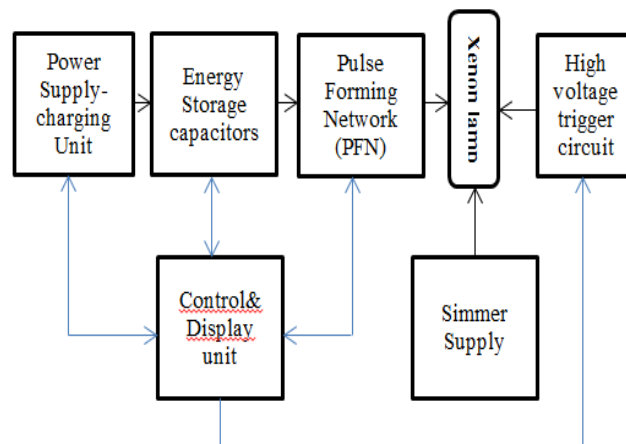 Power
Supply-
charging
Unit
Energy
Storage
capacitors
Pulse
Forming
Network
(PFN)
Xenon lamp
High
voltage
trigger
circuit
Control&
Display
unit
Simmer
Supply